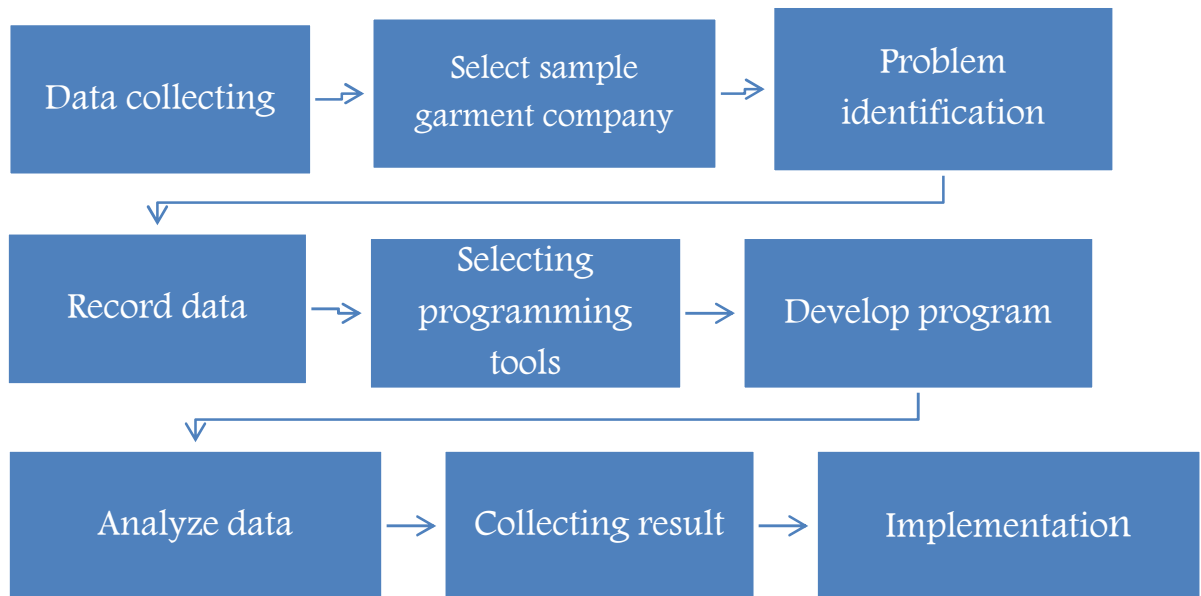 Data collecting
Select sample
garment company
Problem
identification
Record data
Selecting
programming
tools
Develop program
Analyze data
Collecting result
Implementation